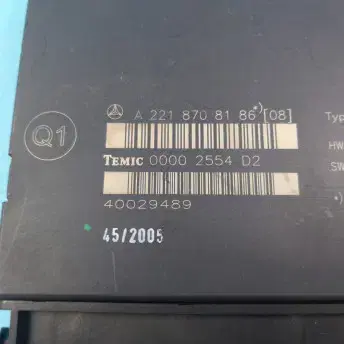 A 221 870 81 86 *) [08]
Typ
Q1
HW
TEMIC 0000 2554 D2
SW
40029489
*)
45/2005